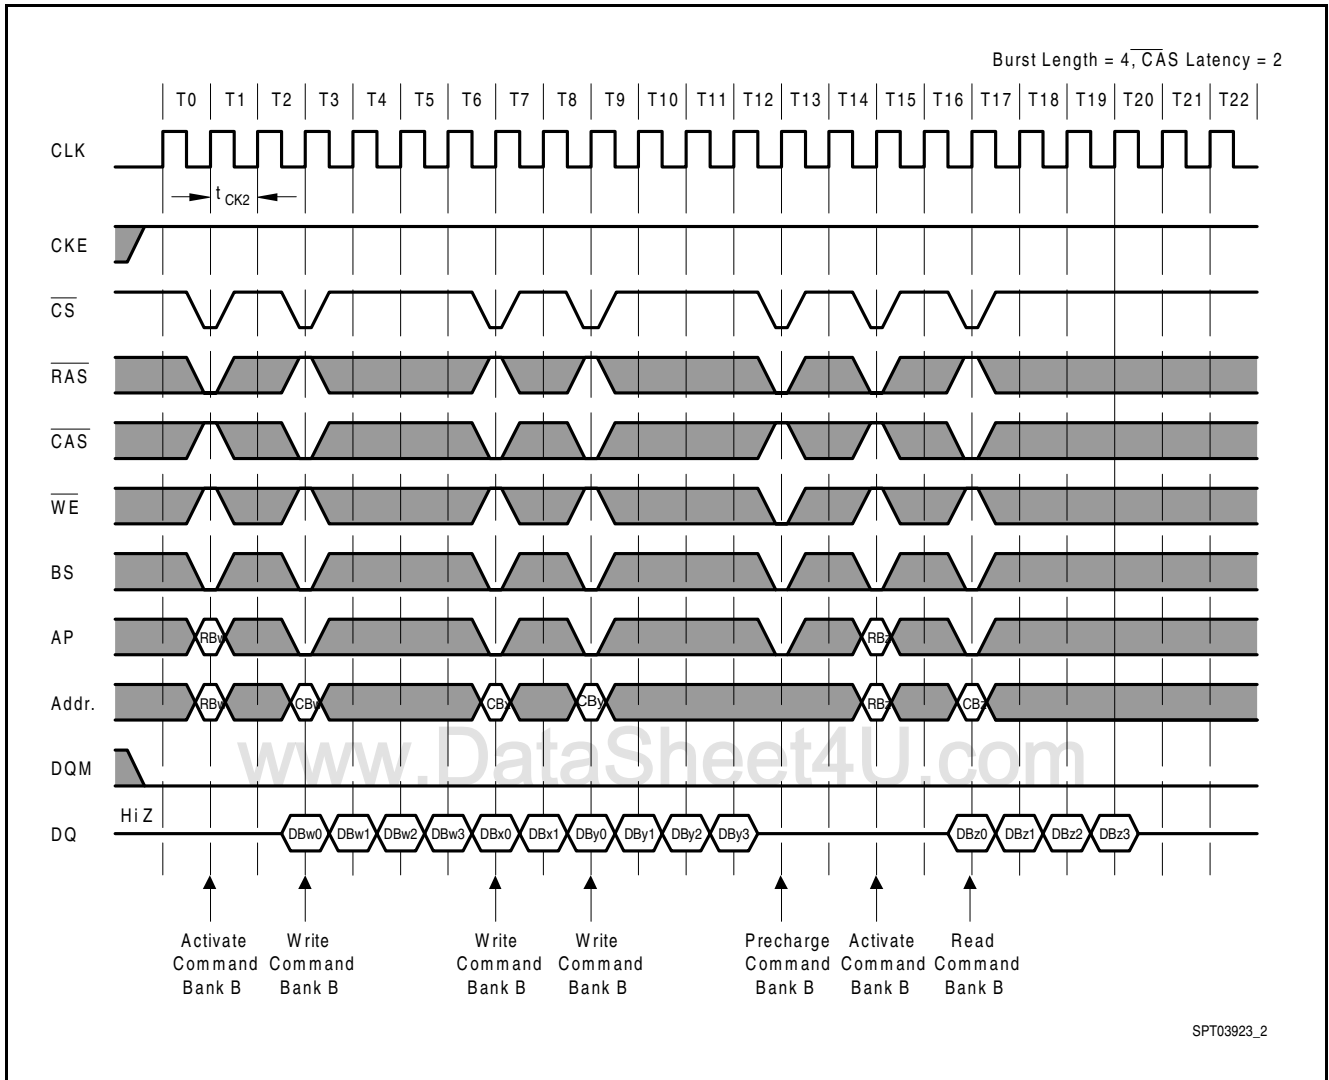 Burst Length = 4, CAS Latency = 2
T0 T1 T2 T3 T4 T5 T6 T7 T8 T9 T10 T11 T12 T13 T14 T15 T16 T17 T18 T19 T20 T21 T22
CLK
t CK2
CKE
CS
RAS
CAS
WE
BS
AP RBw RBz
Addr. RBw CBw CBx CBy RBz CBz
www.DataSheet4U.com
DQM
HiZ
DQ DBw0 DBw1 DBw2 DBw3 DBx0 DBx1 DBy0 DBy1 DBy2 DBy3 DBz0 DBz1 DBz2 DBz3
Activate Write Write Write Precharge Activate Read
Command Command Command Command Command Command Command
Bank B Bank B Bank B Bank B Bank B Bank B Bank B
SPT03923_2